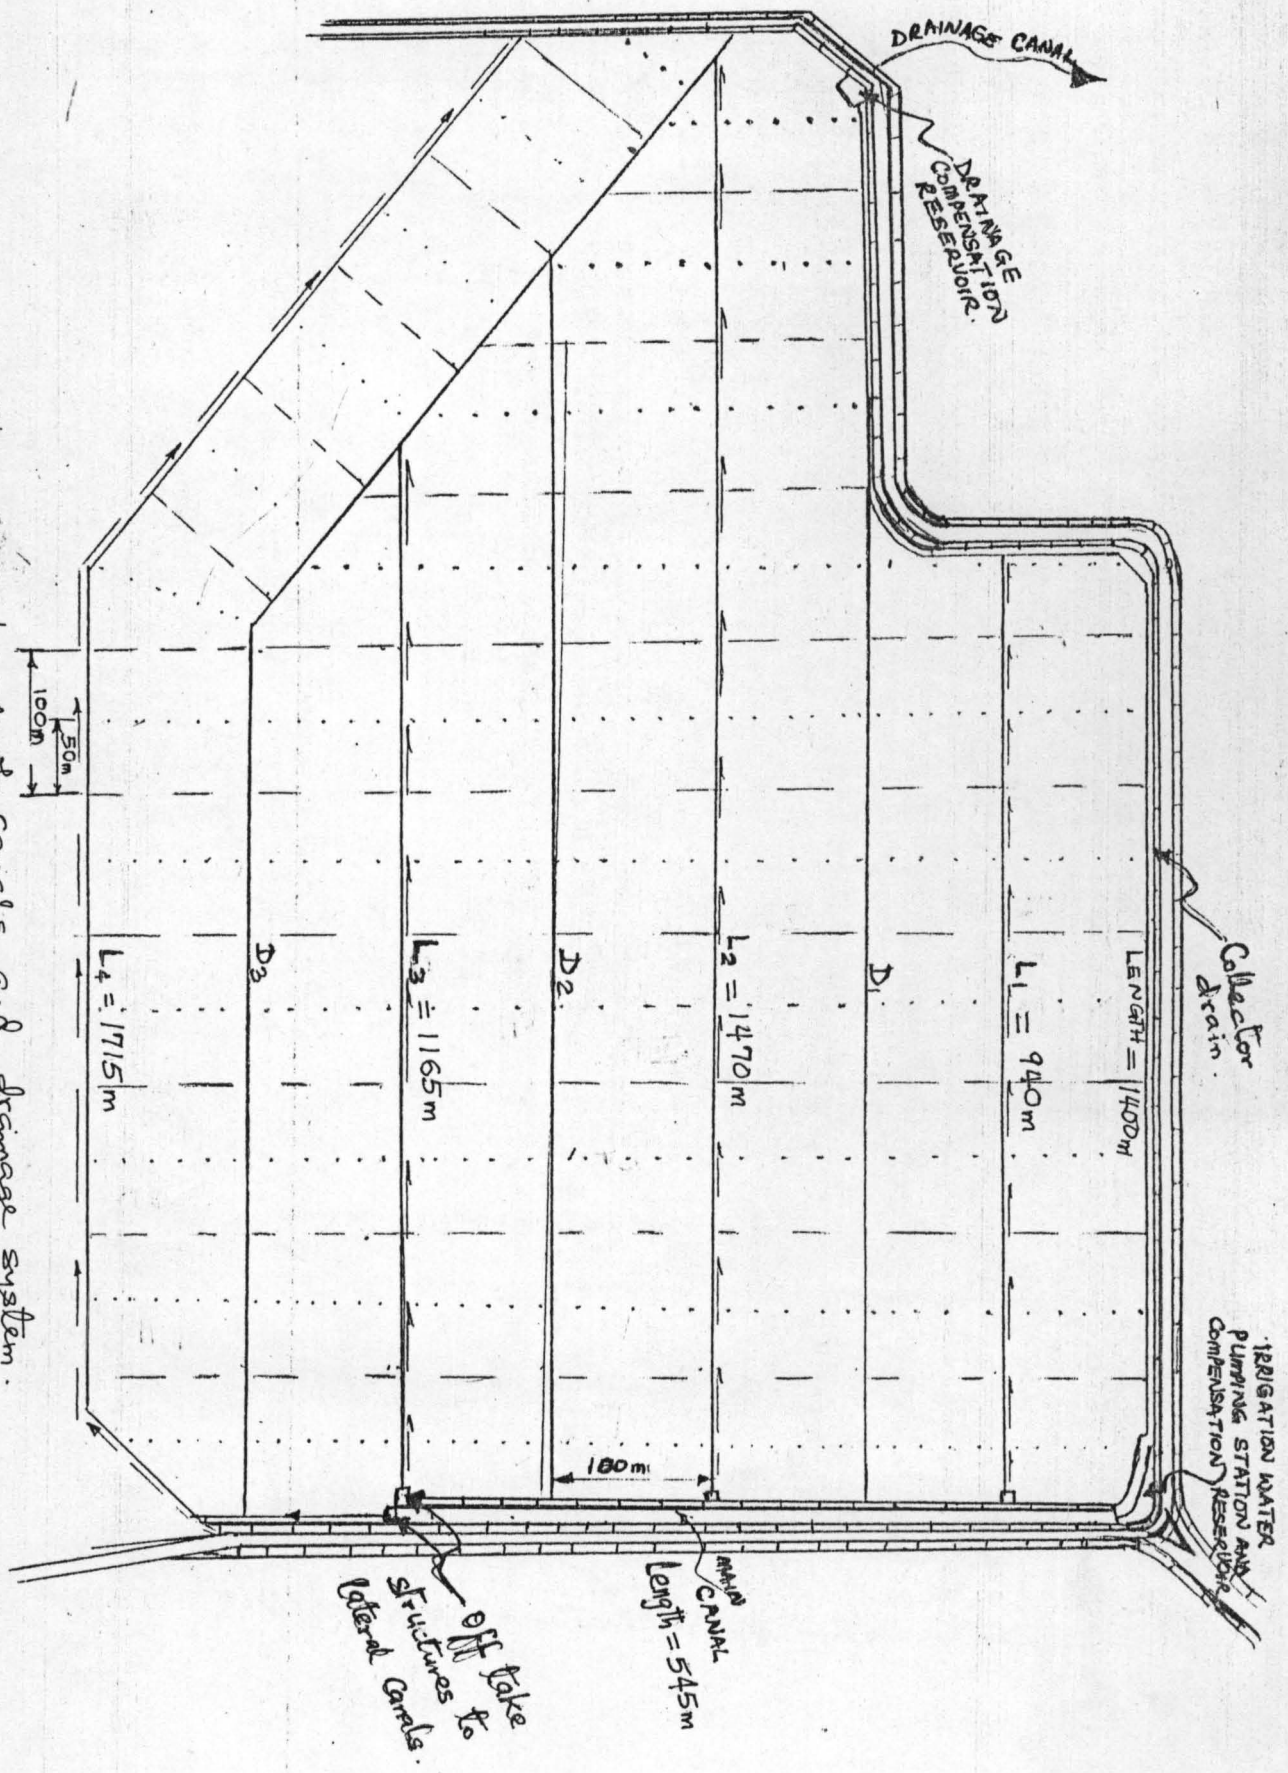 DRAINAGE CANAL
DRAINAGE
COMPENSATION
RESERVOIR.
Collector
drain.
IRRIGATION WATER
PUMPING STATION AND
COMPENSATION RESERVOIR
LENGTH = 1400m
L1 = 940m
D1
L2 = 1470m
D2.
L3 = 1165m
D3
L4 = 1715m
100m
50m
180m
MAIN
CANAL
Length = 545m
Off take
structures to
lateral canals.
canals and drainage system.